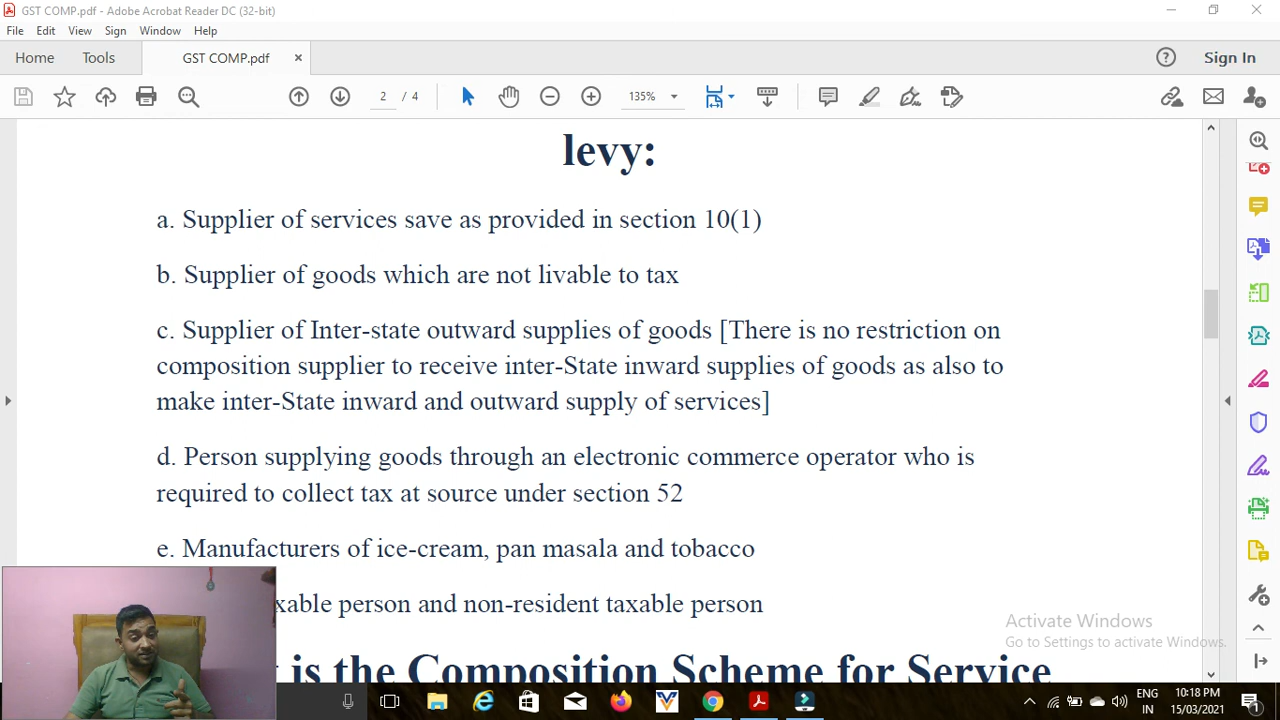 GST COMP.pdf - Adobe Acrobat Reader DC (32-bit)
File Edit View Sign Window Help
Home Tools GST COMP.pdf × Sign In
2 / 4 135%
levy:
a. Supplier of services save as provided in section 10(1)
b. Supplier of goods which are not livable to tax
c. Supplier of Inter-state outward supplies of goods [There is no restriction on
composition supplier to receive inter-State inward supplies of goods as also to
make inter-State inward and outward supply of services]
d. Person supplying goods through an electronic commerce operator who is
required to collect tax at source under section 52
e. Manufacturers of ice-cream, pan masala and tobacco
person and non-resident taxable person
is the Composition Scheme for Service
Activate Windows
Go to Settings to activate Windows.
ENG
IN
10:18 PM
15/03/2021
1